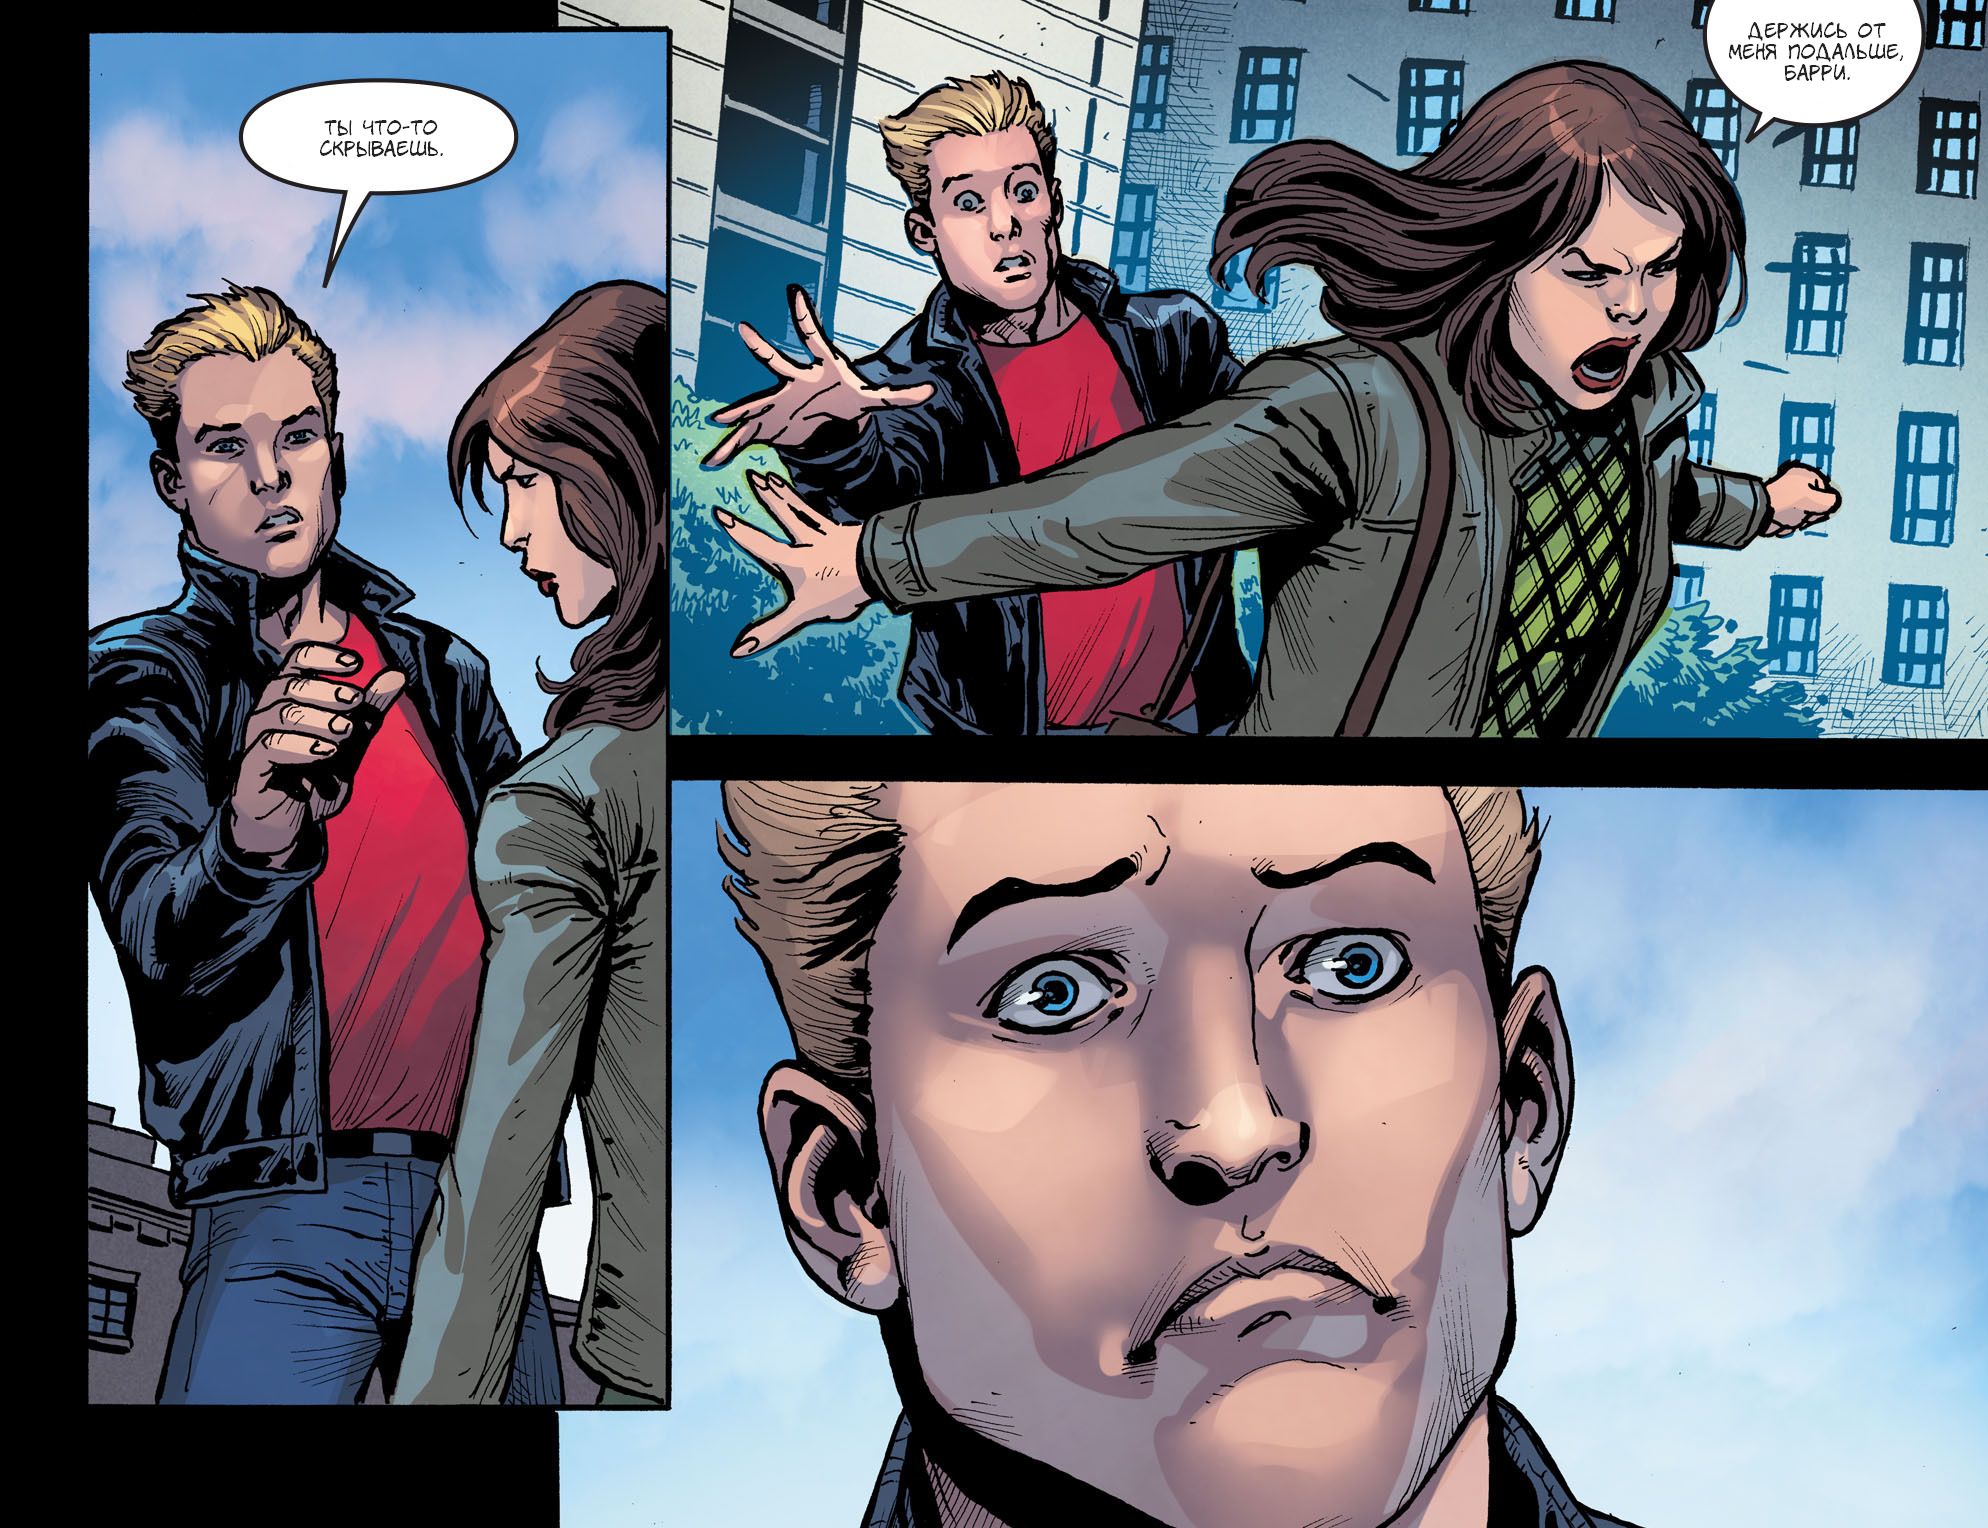 ТЫ ЧТО-ТО
СКРЫВАЕШЬ.
ДЕРЖИСЬ ОТ
МЕНЯ ПОДАЛЬШЕ,
БАРРИ.